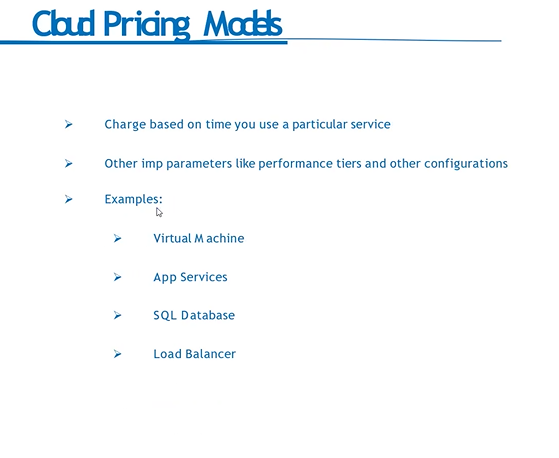 Cloud Pricing Models
Charge based on time you use a particular service
Other imp parameters like performance tiers and other configurations
Examples:
Virtual Machine
App Services
SQL Database
Load Balancer